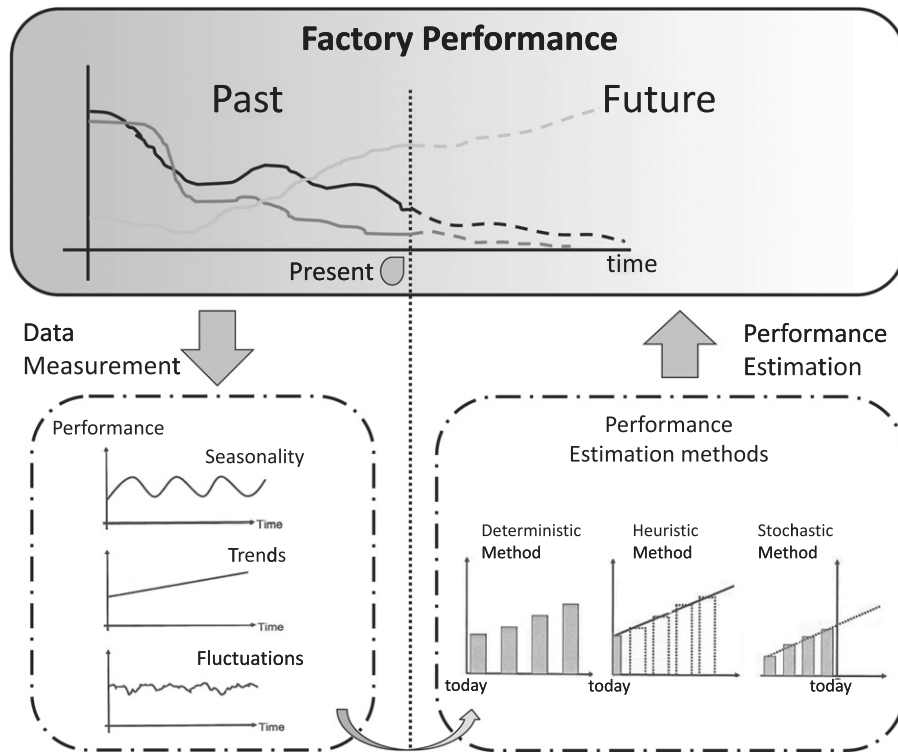 Factory Performance
Past
Future
Present
time
Data
Measurement
Performance
Estimation
Performance
Seasonality
Time
Trends
Time
Fluctuations
Time
Performance
Estimation methods
Deterministic
Method
Heuristic
Method
Stochastic
Method
today
today
today